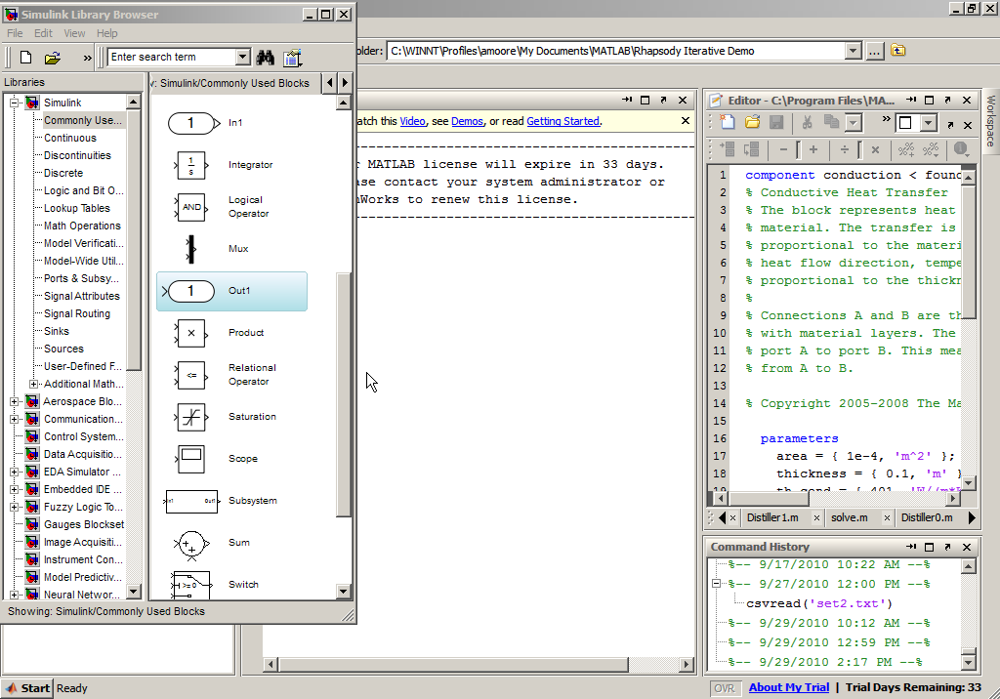 Simulink Library Browser
File Edit View Help
Enter search term
Libraries
Simulink
Commonly Use...
Continuous
Discontinuities
Discrete
Logic and Bit O...
Lookup Tables
Math Operations
Model Verificati...
Model-Wide Util...
Ports & Subsy...
Signal Attributes
Signal Routing
Sinks
Sources
User-Defined F...
Additional Math...
Aerospace Blo...
Communication...
Control System...
Data Acquisitio...
EDA Simulator ...
Embedded IDE ...
Fuzzy Logic To...
Gauges Blockset
Image Acquisiti...
Instrument Con...
Model Predictiv...
Neural Networ...
v: Simulink/Commonly Used Blocks
1 In1
1
s Integrator
AND Logical
Operator
Mux
1 Out1
× Product
<= Relational
Operator
Saturation
Scope
In1 Out1 Subsystem
+
+ Sum
>= 0 Switch
Showing: Simulink/Commonly Used Blocks
older: C:\WINNT\Profiles\amoore\My Documents\MATLAB\Rhapsody Iterative Demo
...
atch this Video, see Demos, or read Getting Started.
r MATLAB license will expire in 33 days.
ase contact your system administrator or
hWorks to renew this license.
Editor - C:\Program Files\MA...
Workspace
1 component conduction < found
2 % Conductive Heat Transfer
3 % The block represents heat
4 % material. The transfer is
5 % proportional to the materi
6 % heat flow direction, tempe
7 % proportional to the thickn
8 %
9 % Connections A and B are th
10 % with material layers. The
11 % port A to port B. This mea
12 % from A to B.
13
14 % Copyright 2005-2008 The Ma
15
16 parameters
17 area = { 1e-4, 'm^2' };
18 thickness = { 0.1, 'm' }
19 th_cond = { 401, 'W/(m*K
Distiller1.m × solve.m × Distiller0.m
Command History
%-- 9/17/2010 10:22 AM --%
%-- 9/27/2010 12:00 PM --%
csvread('set2.txt')
%-- 9/29/2010 10:12 AM --%
%-- 9/29/2010 12:59 PM --%
%-- 9/29/2010 2:17 PM --%
Start Ready
OVR About My Trial | Trial Days Remaining: 33